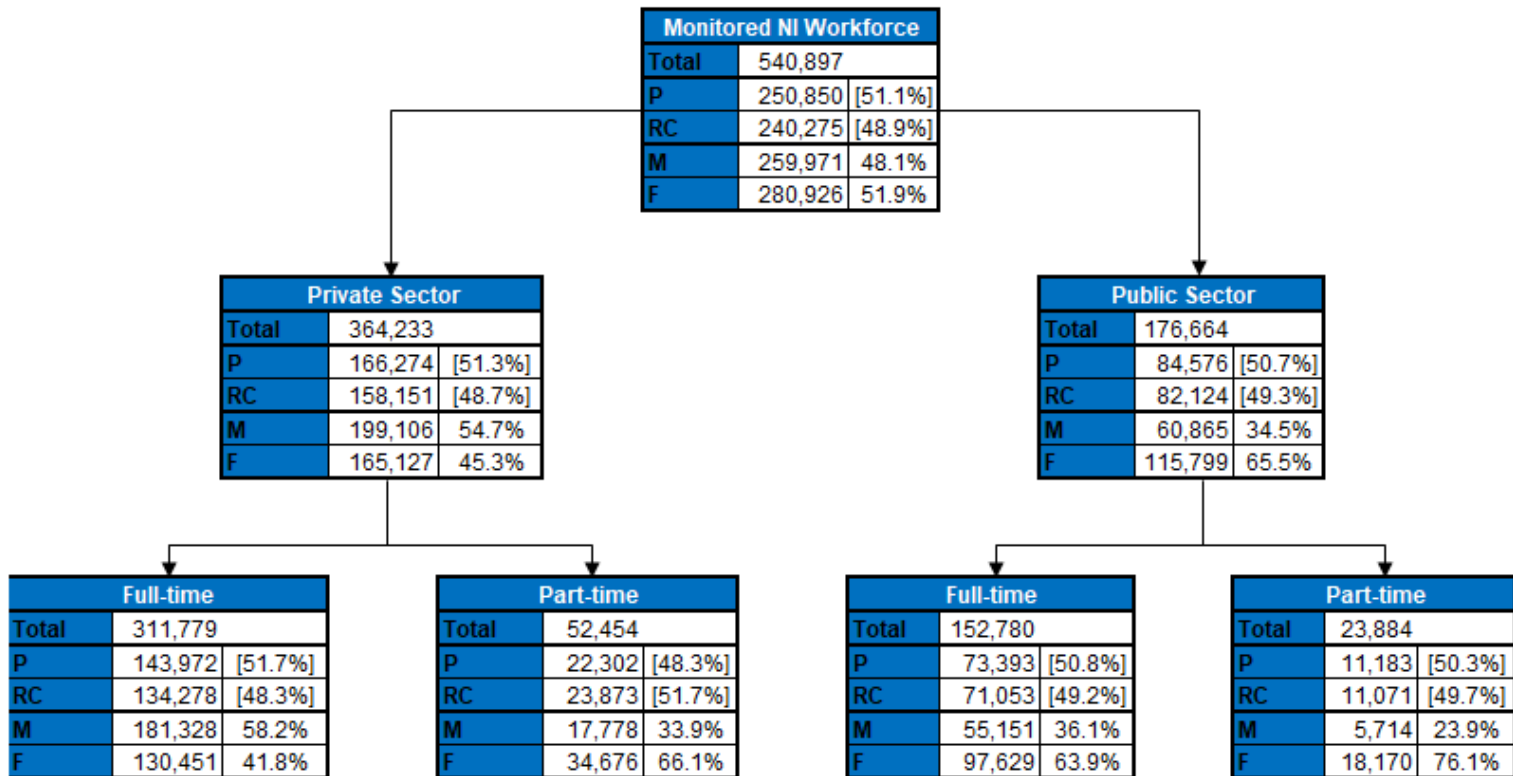 Monitored NI Workforce
Total 540,897
P 250,850 [51.1%]
RC 240,275 [48.9%]
M 259,971 48.1%
F 280,926 51.9%
Private Sector
Total 364,233
P 166,274 [51.3%]
RC 158,151 [48.7%]
M 199,106 54.7%
F 165,127 45.3%
Public Sector
Total 176,664
P 84,576 [50.7%]
RC 82,124 [49.3%]
M 60,865 34.5%
F 115,799 65.5%
Full-time
Total 311,779
P 143,972 [51.7%]
RC 134,278 [48.3%]
M 181,328 58.2%
F 130,451 41.8%
Part-time
Total 52,454
P 22,302 [48.3%]
RC 23,873 [51.7%]
M 17,778 33.9%
F 34,676 66.1%
Full-time
Total 152,780
P 73,393 [50.8%]
RC 71,053 [49.2%]
M 55,151 36.1%
F 97,629 63.9%
Part-time
Total 23,884
P 11,183 [50.3%]
RC 11,071 [49.7%]
M 5,714 23.9%
F 18,170 76.1%